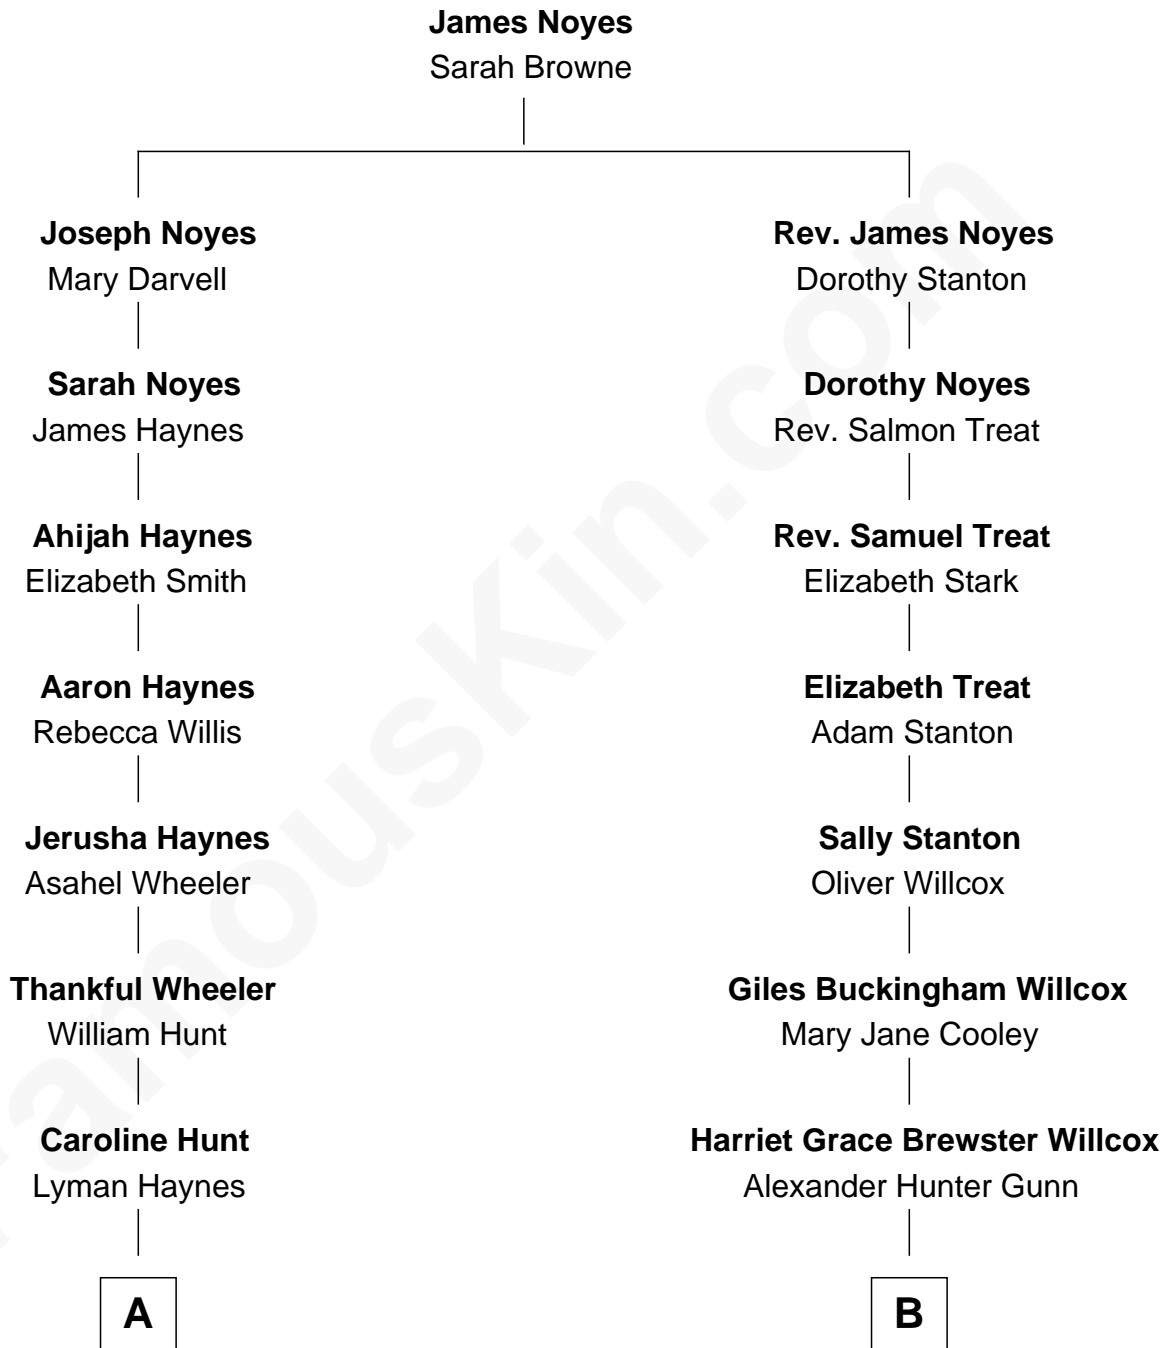 James Noyes
Sarah Browne
Joseph Noyes
Mary Darvell
Sarah Noyes
James Haynes
Ahijah Haynes
Elizabeth Smith
Aaron Haynes
Rebecca Willis
Jerusha Haynes
Asahel Wheeler
Thankful Wheeler
William Hunt
Caroline Hunt
Lyman Haynes
A
Rev. James Noyes
Dorothy Stanton
Dorothy Noyes
Rev. Salmon Treat
Rev. Samuel Treat
Elizabeth Stark
Elizabeth Treat
Adam Stanton
Sally Stanton
Oliver Willcox
Giles Buckingham Willcox
Mary Jane Cooley
Harriet Grace Brewster Willcox
Alexander Hunter Gunn
B
FamousKin.com